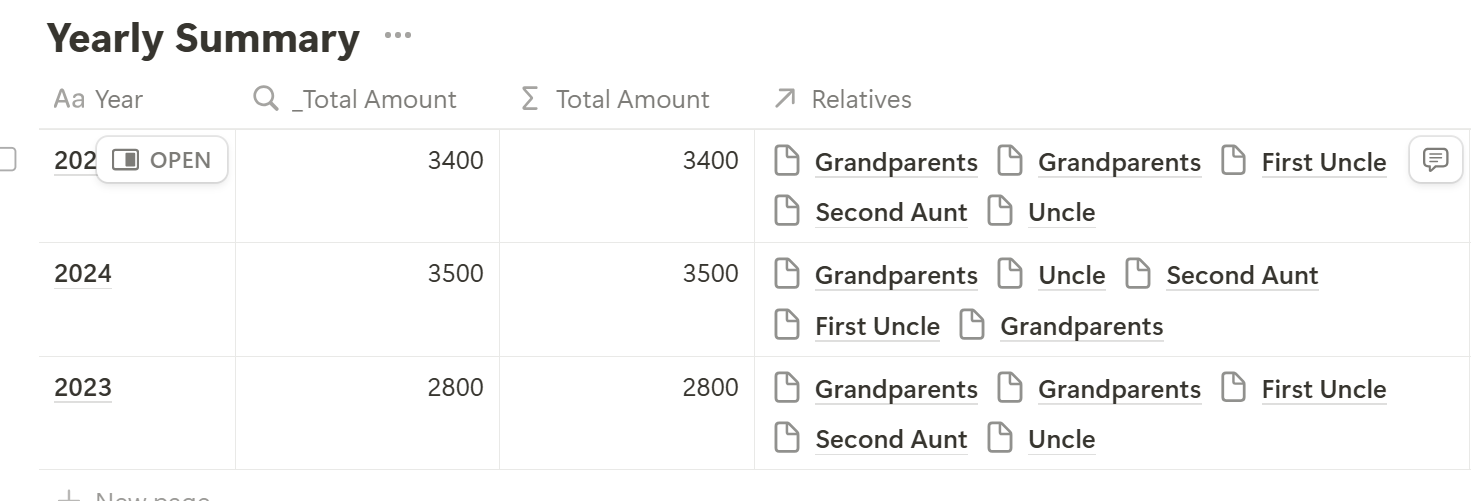 Yearly Summary ...
Aa Year _Total Amount Σ Total Amount Relatives
202 OPEN 3400 3400 Grandparents Grandparents First Uncle
Second Aunt Uncle
2024 3500 3500 Grandparents Uncle Second Aunt
First Uncle Grandparents
2023 2800 2800 Grandparents Grandparents First Uncle
Second Aunt Uncle
+ New page